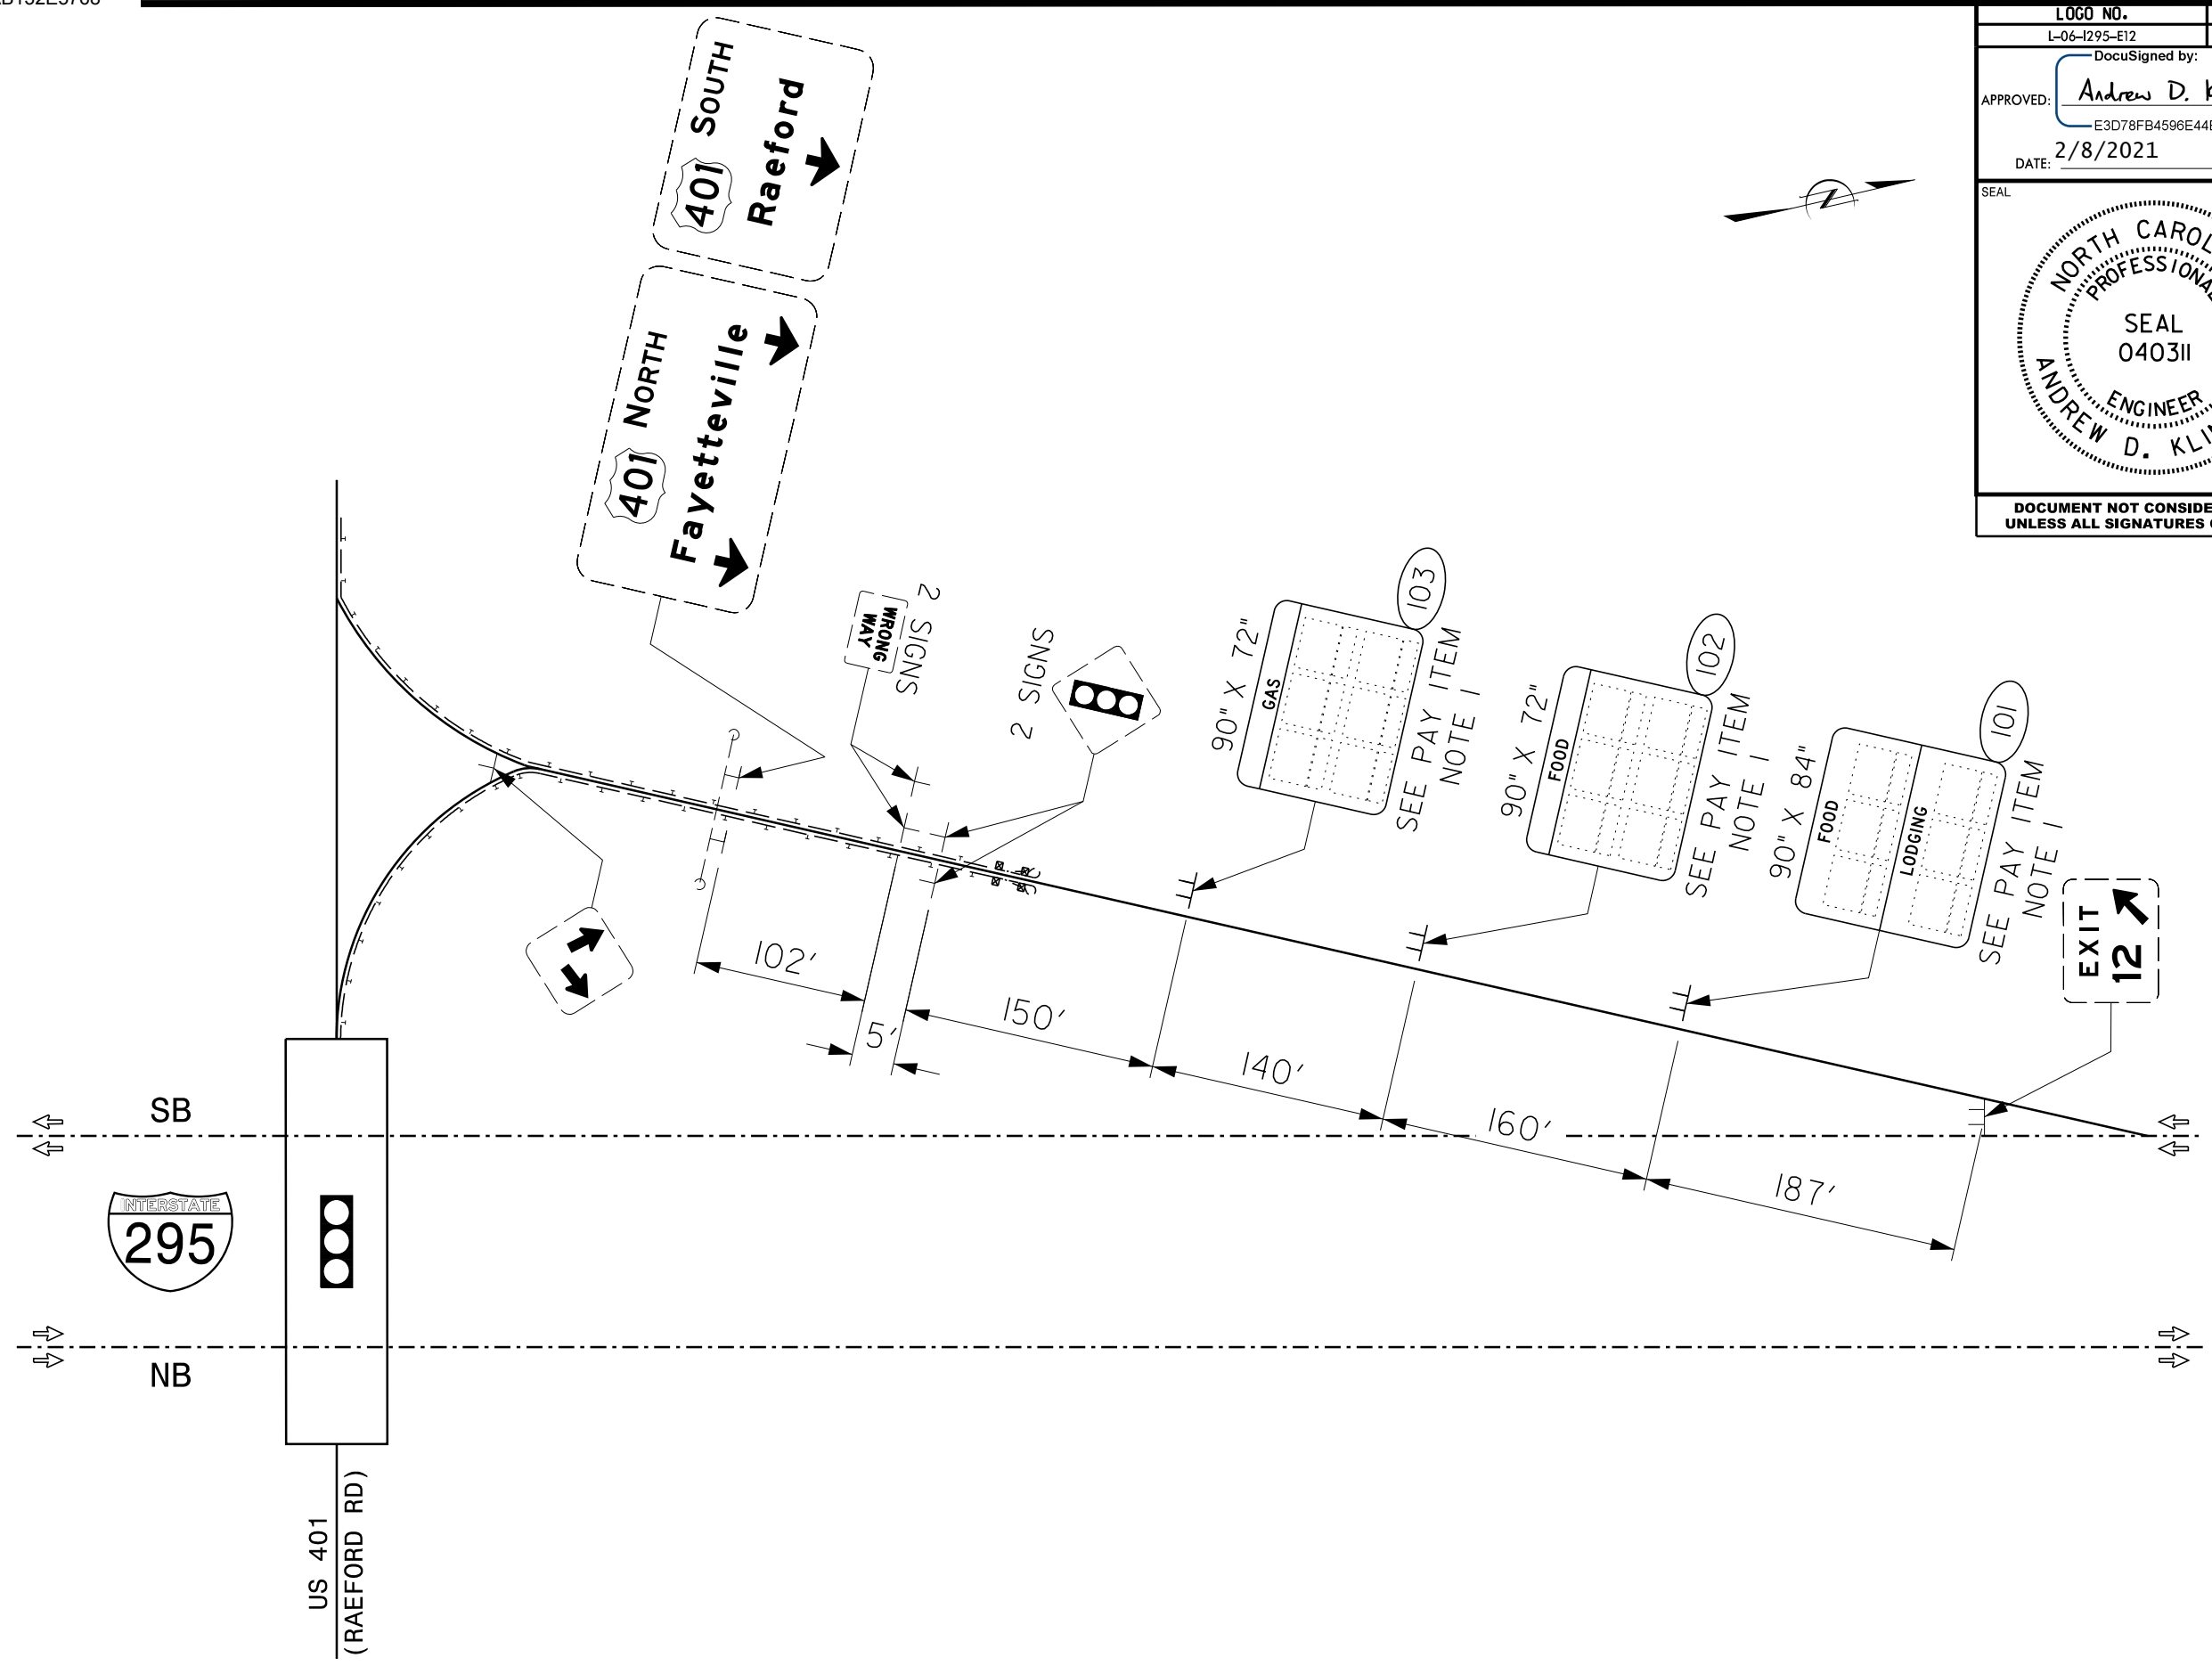 LOGO NO.
L-06-I295-E12
DocuSigned by:
APPROVED:
Andrew D.
DATE: 2/8/2021
SEAL
NORTH
PROFESSIONAL
SEAL
040311
ENGINEER
ANDREW D.
DOCUMENT NOT
UNLESS ALL SIGNATURES
401 SOUTH
Raeford
401 NORTH
Fayetteville
WRONG
WAY
2 SIGNS
2 SIGNS
103
90" X 72"
GAS
SEE PAY ITEM
NOTE 1
102
90" X 72"
FOOD
SEE PAY ITEM
NOTE 1
101
90" X 84"
FOOD
LODGING
SEE PAY ITEM
NOTE 1
EXIT
12
102'
5'
150'
140'
160'
187'
SB
INTERSTATE
295
NB
US 401
(RAEFORD RD)